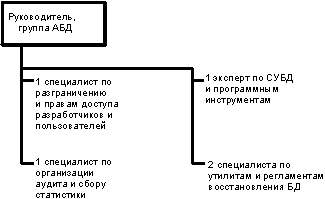 Руководитель,
группа АБД
1 специалист по
разграничению
и правам доступа
разработчиков и
пользователей
1 эксперт по СУБД
и программным
инструментам
1 специалист по
организации
аудита и сбору
статистики
2 специалиста по
утилитам и регламентам
восстановления БД